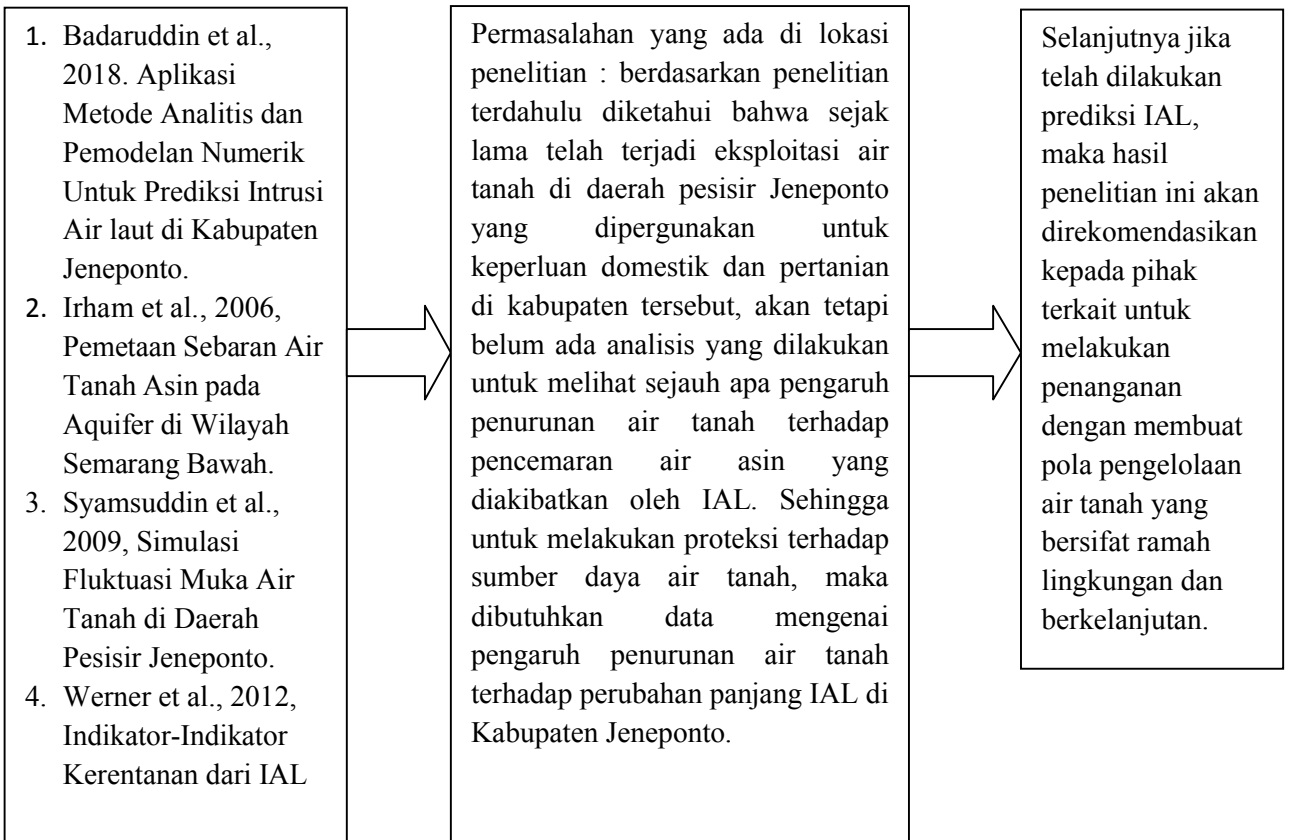 1. Badaruddin et al.,
2018. Aplikasi
Metode Analitis dan
Pemodelan Numerik
Untuk Prediksi Intrusi
Air laut di Kabupaten
Jeneponto.
2. Irham et al., 2006,
Pemetaan Sebaran Air
Tanah Asin pada
Aquifer di Wilayah
Semarang Bawah.
3. Syamsuddin et al.,
2009, Simulasi
Fluktuasi Muka Air
Tanah di Daerah
Pesisir Jeneponto.
4. Werner et al., 2012,
Indikator-Indikator
Kerentanan dari IAL
Permasalahan yang ada di lokasi
penelitian : berdasarkan penelitian
terdahulu diketahui bahwa sejak
lama telah terjadi eksploitasi air
tanah di daerah pesisir Jeneponto
yang dipergunakan untuk
keperluan domestik dan pertanian
di kabupaten tersebut, akan tetapi
belum ada analisis yang dilakukan
untuk melihat sejauh apa pengaruh
penurunan air tanah terhadap
pencemaran air asin yang
diakibatkan oleh IAL. Sehingga
untuk melakukan proteksi terhadap
sumber daya air tanah, maka
dibutuhkan data mengenai
pengaruh penurunan air tanah
terhadap perubahan panjang IAL di
Kabupaten Jeneponto.
Selanjutnya jika
telah dilakukan
prediksi IAL,
maka hasil
penelitian ini akan
direkomendasikan
kepada pihak
terkait untuk
melakukan
penanganan
dengan membuat
pola pengelolaan
air tanah yang
bersifat ramah
lingkungan dan
berkelanjutan.